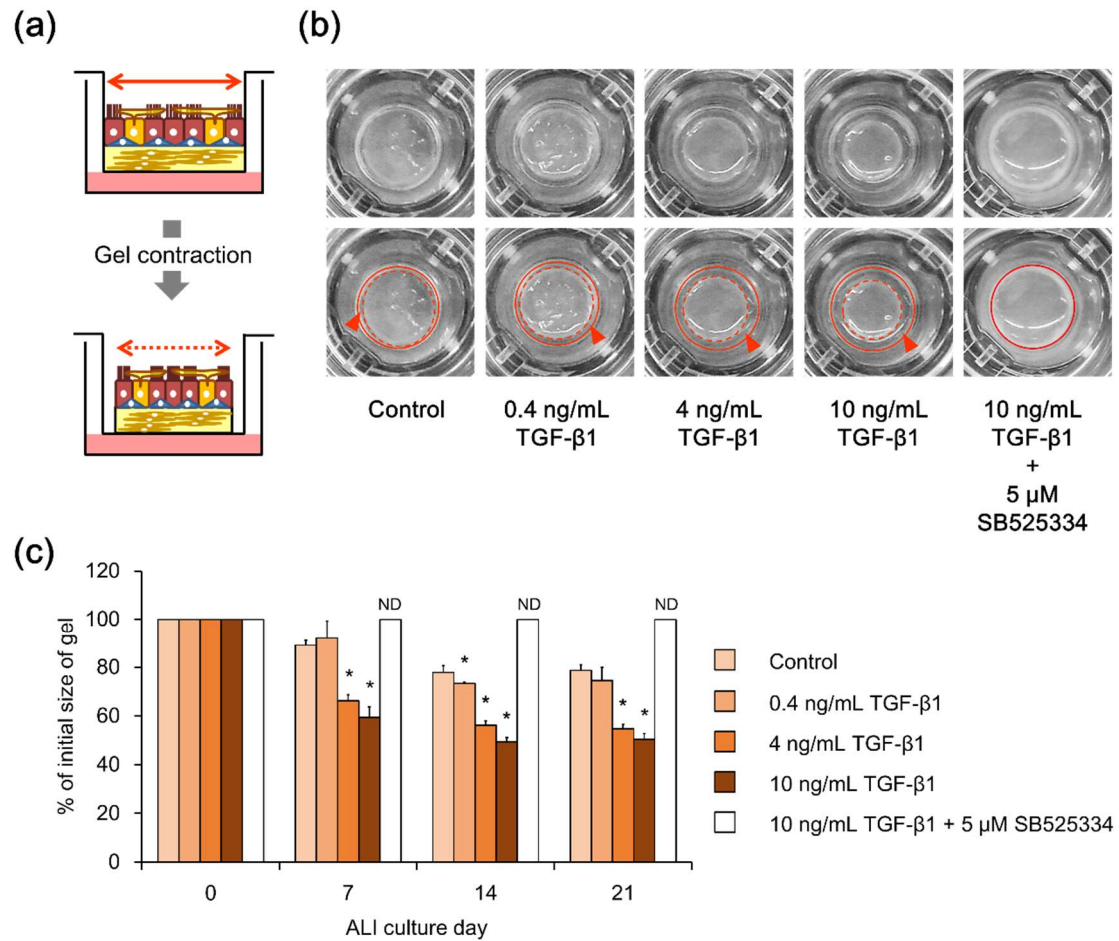 (a)
Gel contraction
(b)
Control
0.4 ng/mL
TGF-β1
4 ng/mL
TGF-β1
10 ng/mL
TGF-β1
10 ng/mL
TGF-β1
+
5 µM
SB525334
(c)
% of initial size of gel
120
100
80
60
40
20
0
ND
ND
ND
*
*
*
*
*
*
*
0
7
14
21
ALI culture day
Control
0.4 ng/mL TGF-β1
4 ng/mL TGF-β1
10 ng/mL TGF-β1
10 ng/mL TGF-β1 + 5 µM SB525334